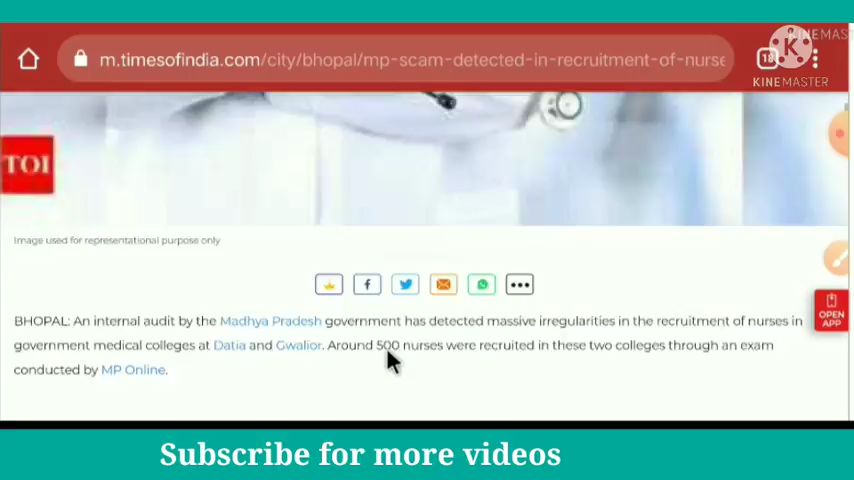 KINEMAS
m.timesofindia.com/city/bhopal/mp-scam-detected-in-recruitment-of-nurse
18
K
KINEMASTER
TOI
Image used for representational purpose only
BHOPAL: An internal audit by the Madhya Pradesh government has detected massive irregularities in the recruitment of nurses in
government medical colleges at Datia and Gwalior. Around 500 nurses were recruited in these two colleges through an exam
conducted by MP Online.
OPEN
APP
Subscribe for more videos